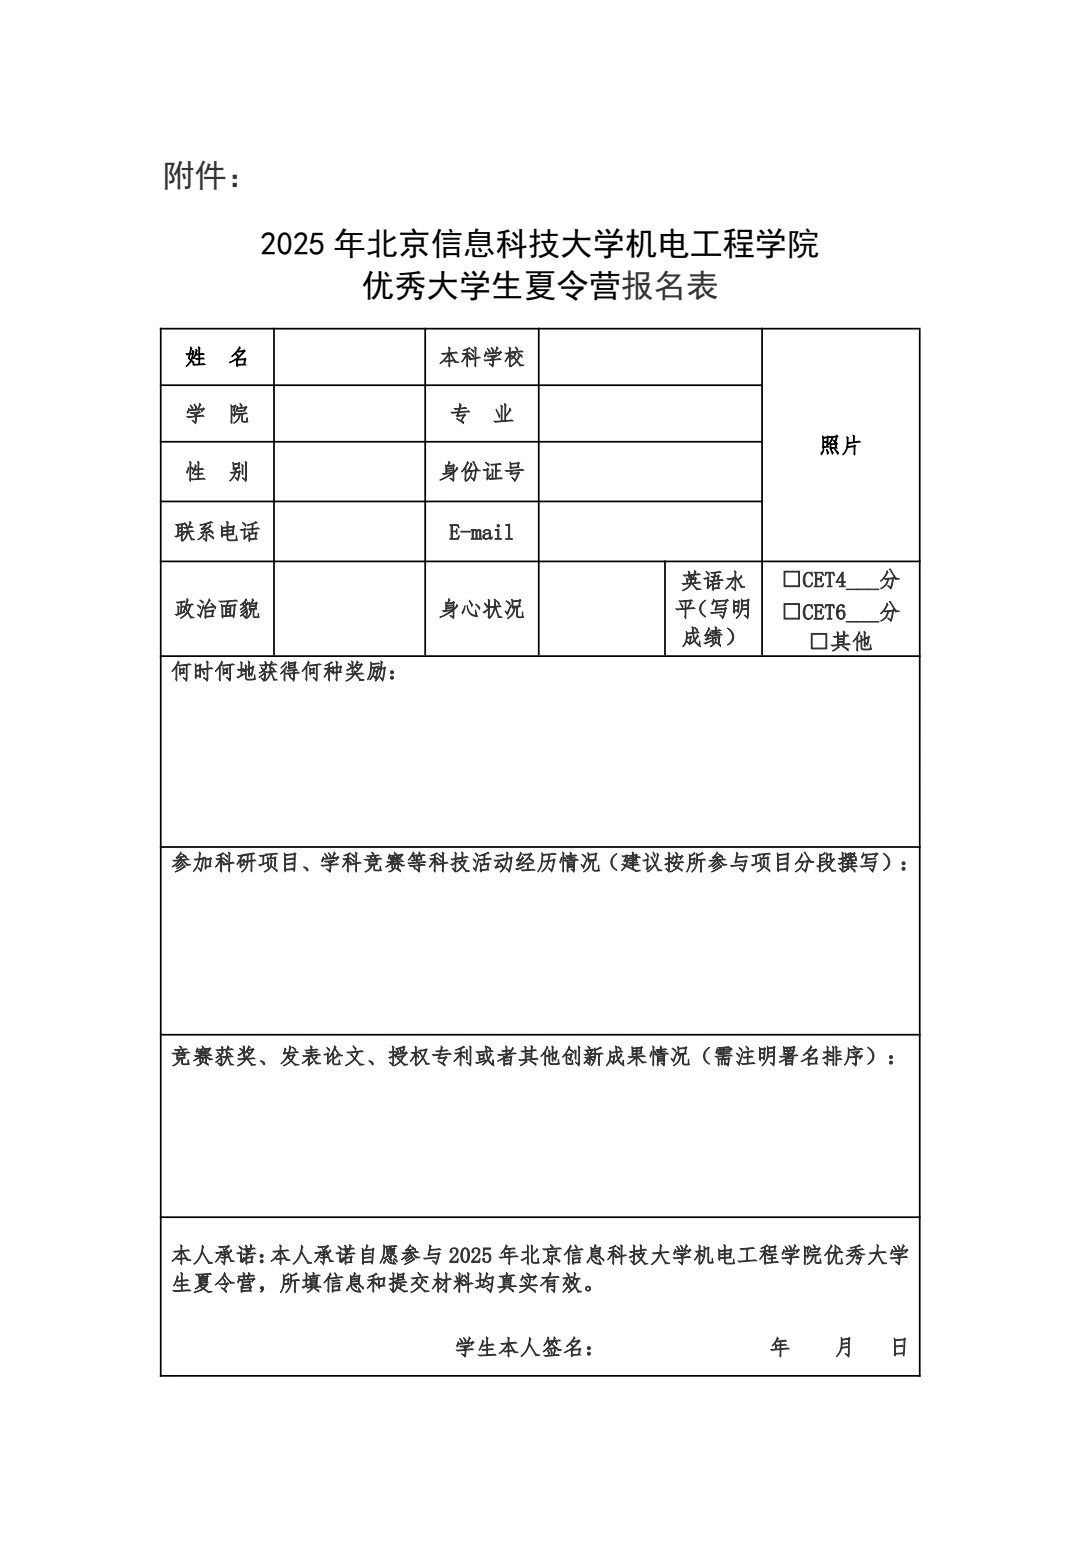 附件：
2025 年北京信息科技大学机电工程学院
优秀大学生夏令营报名表
姓 名
本科学校
照片
学 院
专 业
性 别
身份证号
联系电话
E-mail
政治面貌
身心状况
英语水
平（写明
成绩）
□CET4___分
□CET6___分
□其他
何时何地获得何种奖励：
参加科研项目、学科竞赛等科技活动经历情况（建议按所参与项目分段撰写）：
竞赛获奖、发表论文、授权专利或者其他创新成果情况（需注明署名排序）：
本人承诺：本人承诺自愿参与 2025 年北京信息科技大学机电工程学院优秀大学
生夏令营，所填信息和提交材料均真实有效。
学生本人签名： 年 月 日